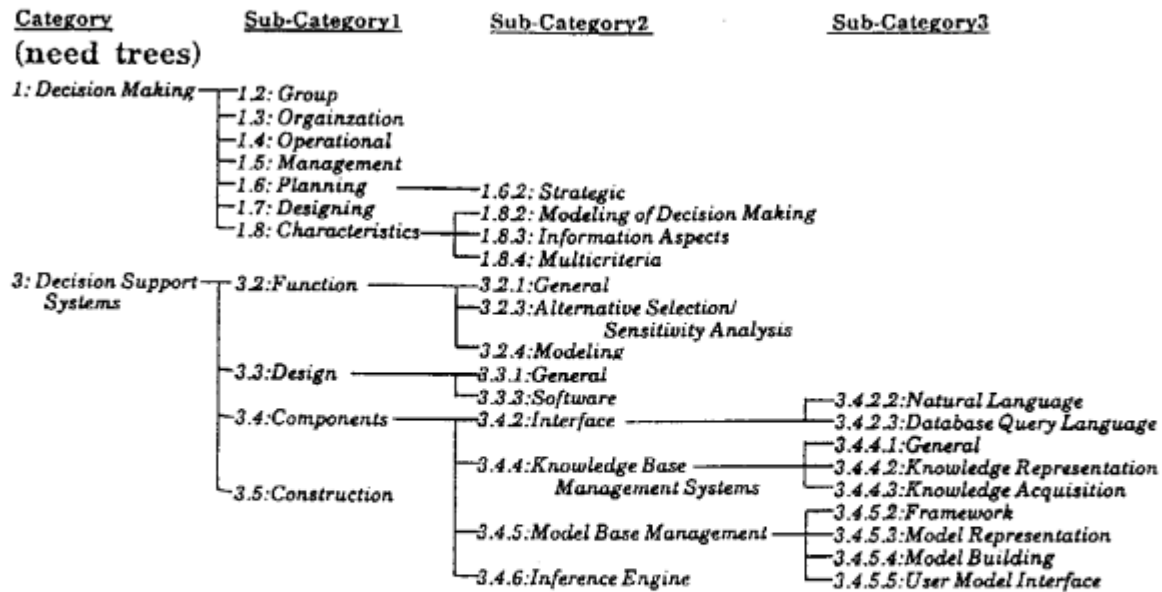 Category Sub-Category1 Sub-Category2 Sub-Category3
(need trees)
1: Decision Making 1.2: Group
1.3: Orgainzation
1.4: Operational
1.5: Management
1.6: Planning 1.6.2: Strategic
1.7: Designing 1.8.2: Modeling of Decision Making
1.8: Characteristics 1.8.3: Information Aspects
1.8.4: Multicriteria
3: Decision Support 3.2:Function 3.2.1:General
Systems 3.2.3:Alternative Selection/
Sensitivity Analysis
3.2.4:Modeling
3.3:Design 3.3.1:General
3.3.3:Software 3.4.2.2:Natural Language
3.4:Components 3.4.2:Interface 3.4.2.3:Database Query Language
3.4.4.1:General
3.4.4:Knowledge Base 3.4.4.2:Knowledge Representation
3.5:Construction Management Systems 3.4.4.3:Knowledge Acquisition
3.4.5.2:Framework
3.4.5:Model Base Management 3.4.5.3:Model Representation
3.4.5.4:Model Building
3.4.6:Inference Engine 3.4.5.5:User Model Interface